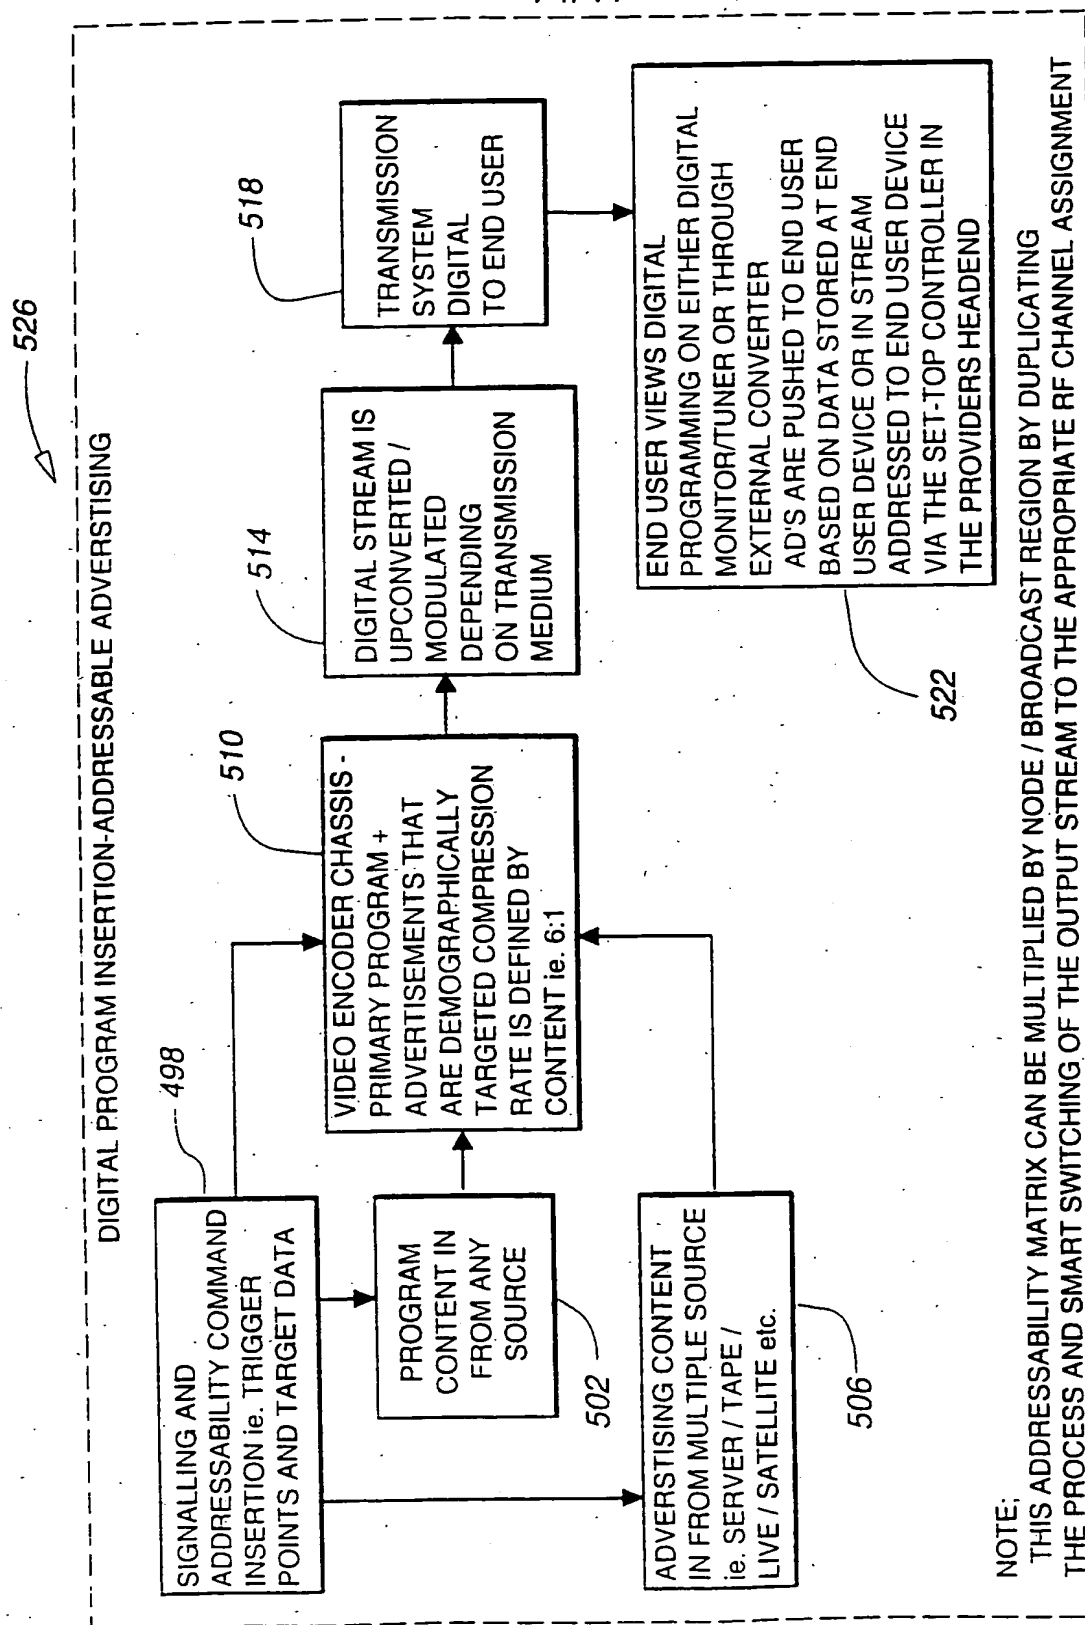 526
DIGITAL PROGRAM INSERTION-ADDRESSABLE ADVERSTISING
498
SIGNALLING AND
ADDRESSABILITY COMMAND
INSERTION ie. TRIGGER
POINTS AND TARGET DATA
PROGRAM
CONTENT IN
FROM ANY
SOURCE
502
ADVERSTISING CONTENT
IN FROM MULTIPLE SOURCE
ie. SERVER / TAPE /
LIVE / SATELLITE etc.
506
510
VIDEO ENCODER CHASSIS -
PRIMARY PROGRAM +
ADVERTISEMENTS THAT
ARE DEMOGRAPHICALLY
TARGETED COMPRESSION
RATE IS DEFINED BY
CONTENT ie. 6:1
514
DIGITAL STREAM IS
UPCONVERTED /
MODULATED
DEPENDING
ON TRANSMISSION
MEDIUM
518
TRANSMISSION
SYSTEM
DIGITAL
TO END USER
END USER VIEWS DIGITAL
PROGRAMMING ON EITHER DIGITAL
MONITOR/TUNER OR THROUGH
EXTERNAL CONVERTER
AD'S ARE PUSHED TO END USER
BASED ON DATA STORED AT END
USER DEVICE OR IN STREAM
ADDRESSED TO END USER DEVICE
VIA THE SET-TOP CONTROLLER IN
THE PROVIDERS HEADEND
522
NOTE;
THIS ADDRESSABILITY MATRIX CAN BE MULTIPLIED BY NODE / BROADCAST REGION BY DUPLICATING
THE PROCESS AND SMART SWITCHING OF THE OUTPUT STREAM TO THE APPROPRIATE RF CHANNEL ASSIGNMENT